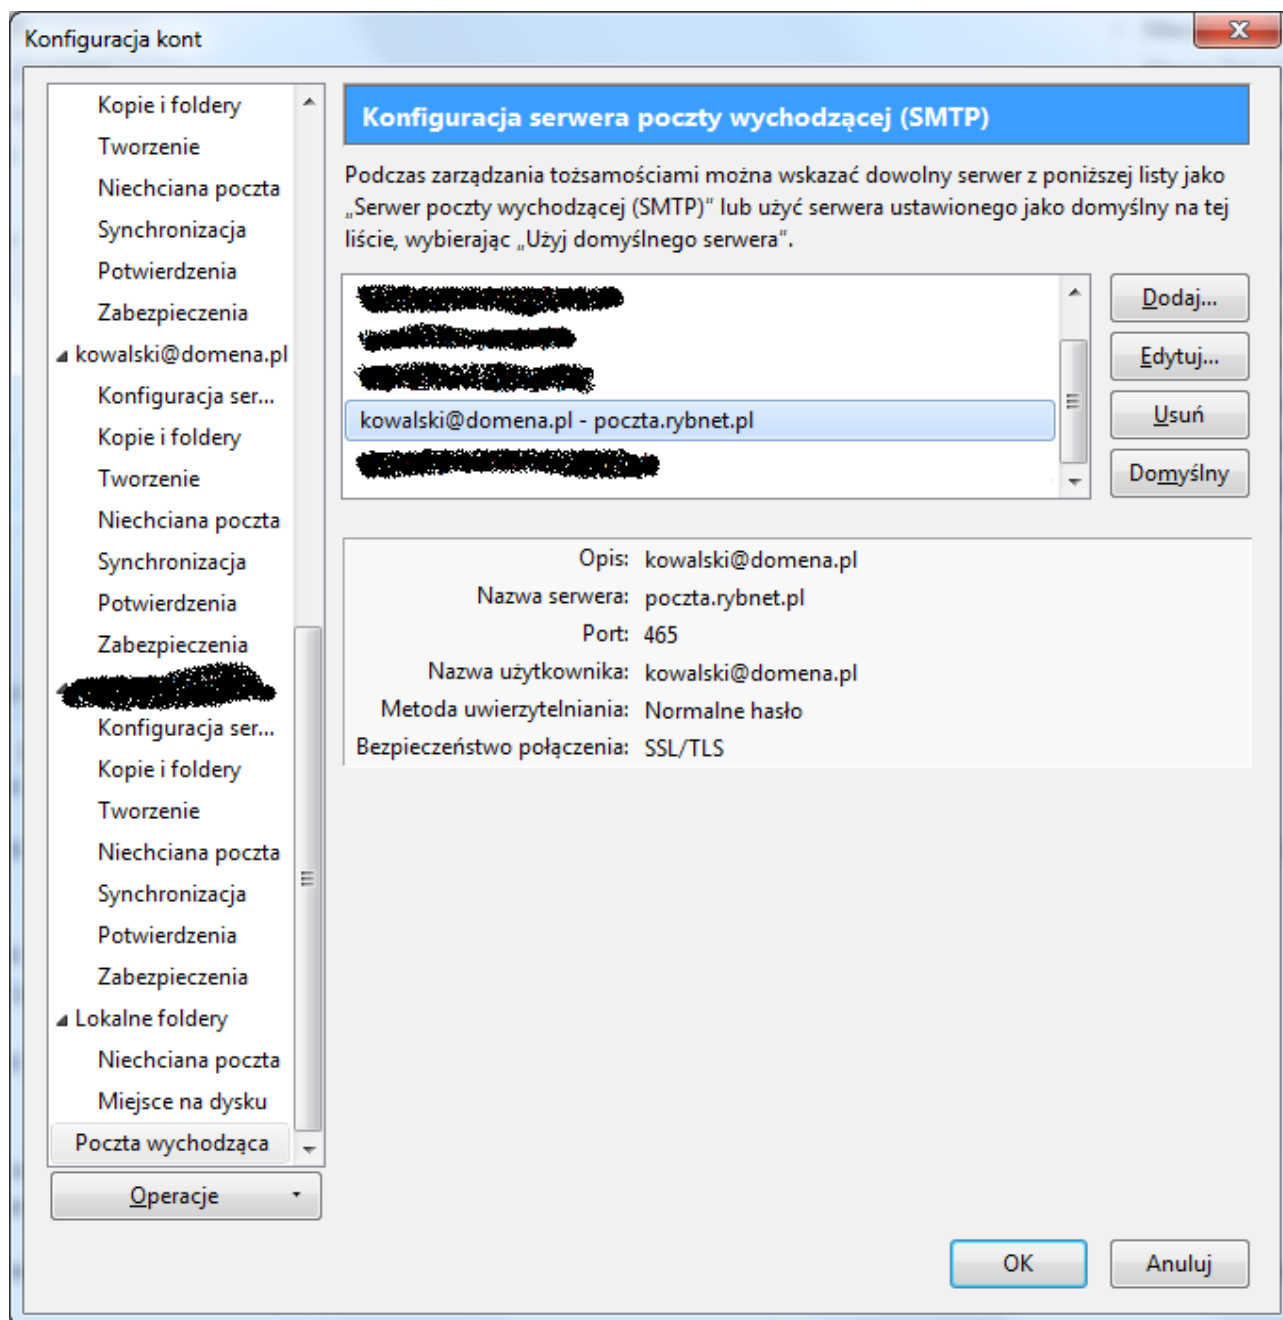 Konfiguracja kont
Kopie i foldery
Tworzenie
Niechciana poczta
Synchronizacja
Potwierdzenia
Zabezpieczenia
kowalski@domena.pl
Konfiguracja ser...
Kopie i foldery
Tworzenie
Niechciana poczta
Synchronizacja
Potwierdzenia
Zabezpieczenia
Konfiguracja ser...
Kopie i foldery
Tworzenie
Niechciana poczta
Synchronizacja
Potwierdzenia
Zabezpieczenia
Lokalne foldery
Niechciana poczta
Miejsce na dysku
Poczta wychodząca
Operacje
Konfiguracja serwera poczty wychodzącej (SMTP)
Podczas zarządzania tożsamościami można wskazać dowolny serwer z poniższej listy jako
„Serwer poczty wychodzącej (SMTP)" lub użyć serwera ustawionego jako domyślny na tej
liście, wybierając „Użyj domyślnego serwera".
kowalski@domena.pl - poczta.rybnet.pl
Dodaj...
Edytuj...
Usuń
Domyślny
Opis: kowalski@domena.pl
Nazwa serwera: poczta.rybnet.pl
Port: 465
Nazwa użytkownika: kowalski@domena.pl
Metoda uwierzytelniania: Normalne hasło
Bezpieczeństwo połączenia: SSL/TLS
OK
Anuluj